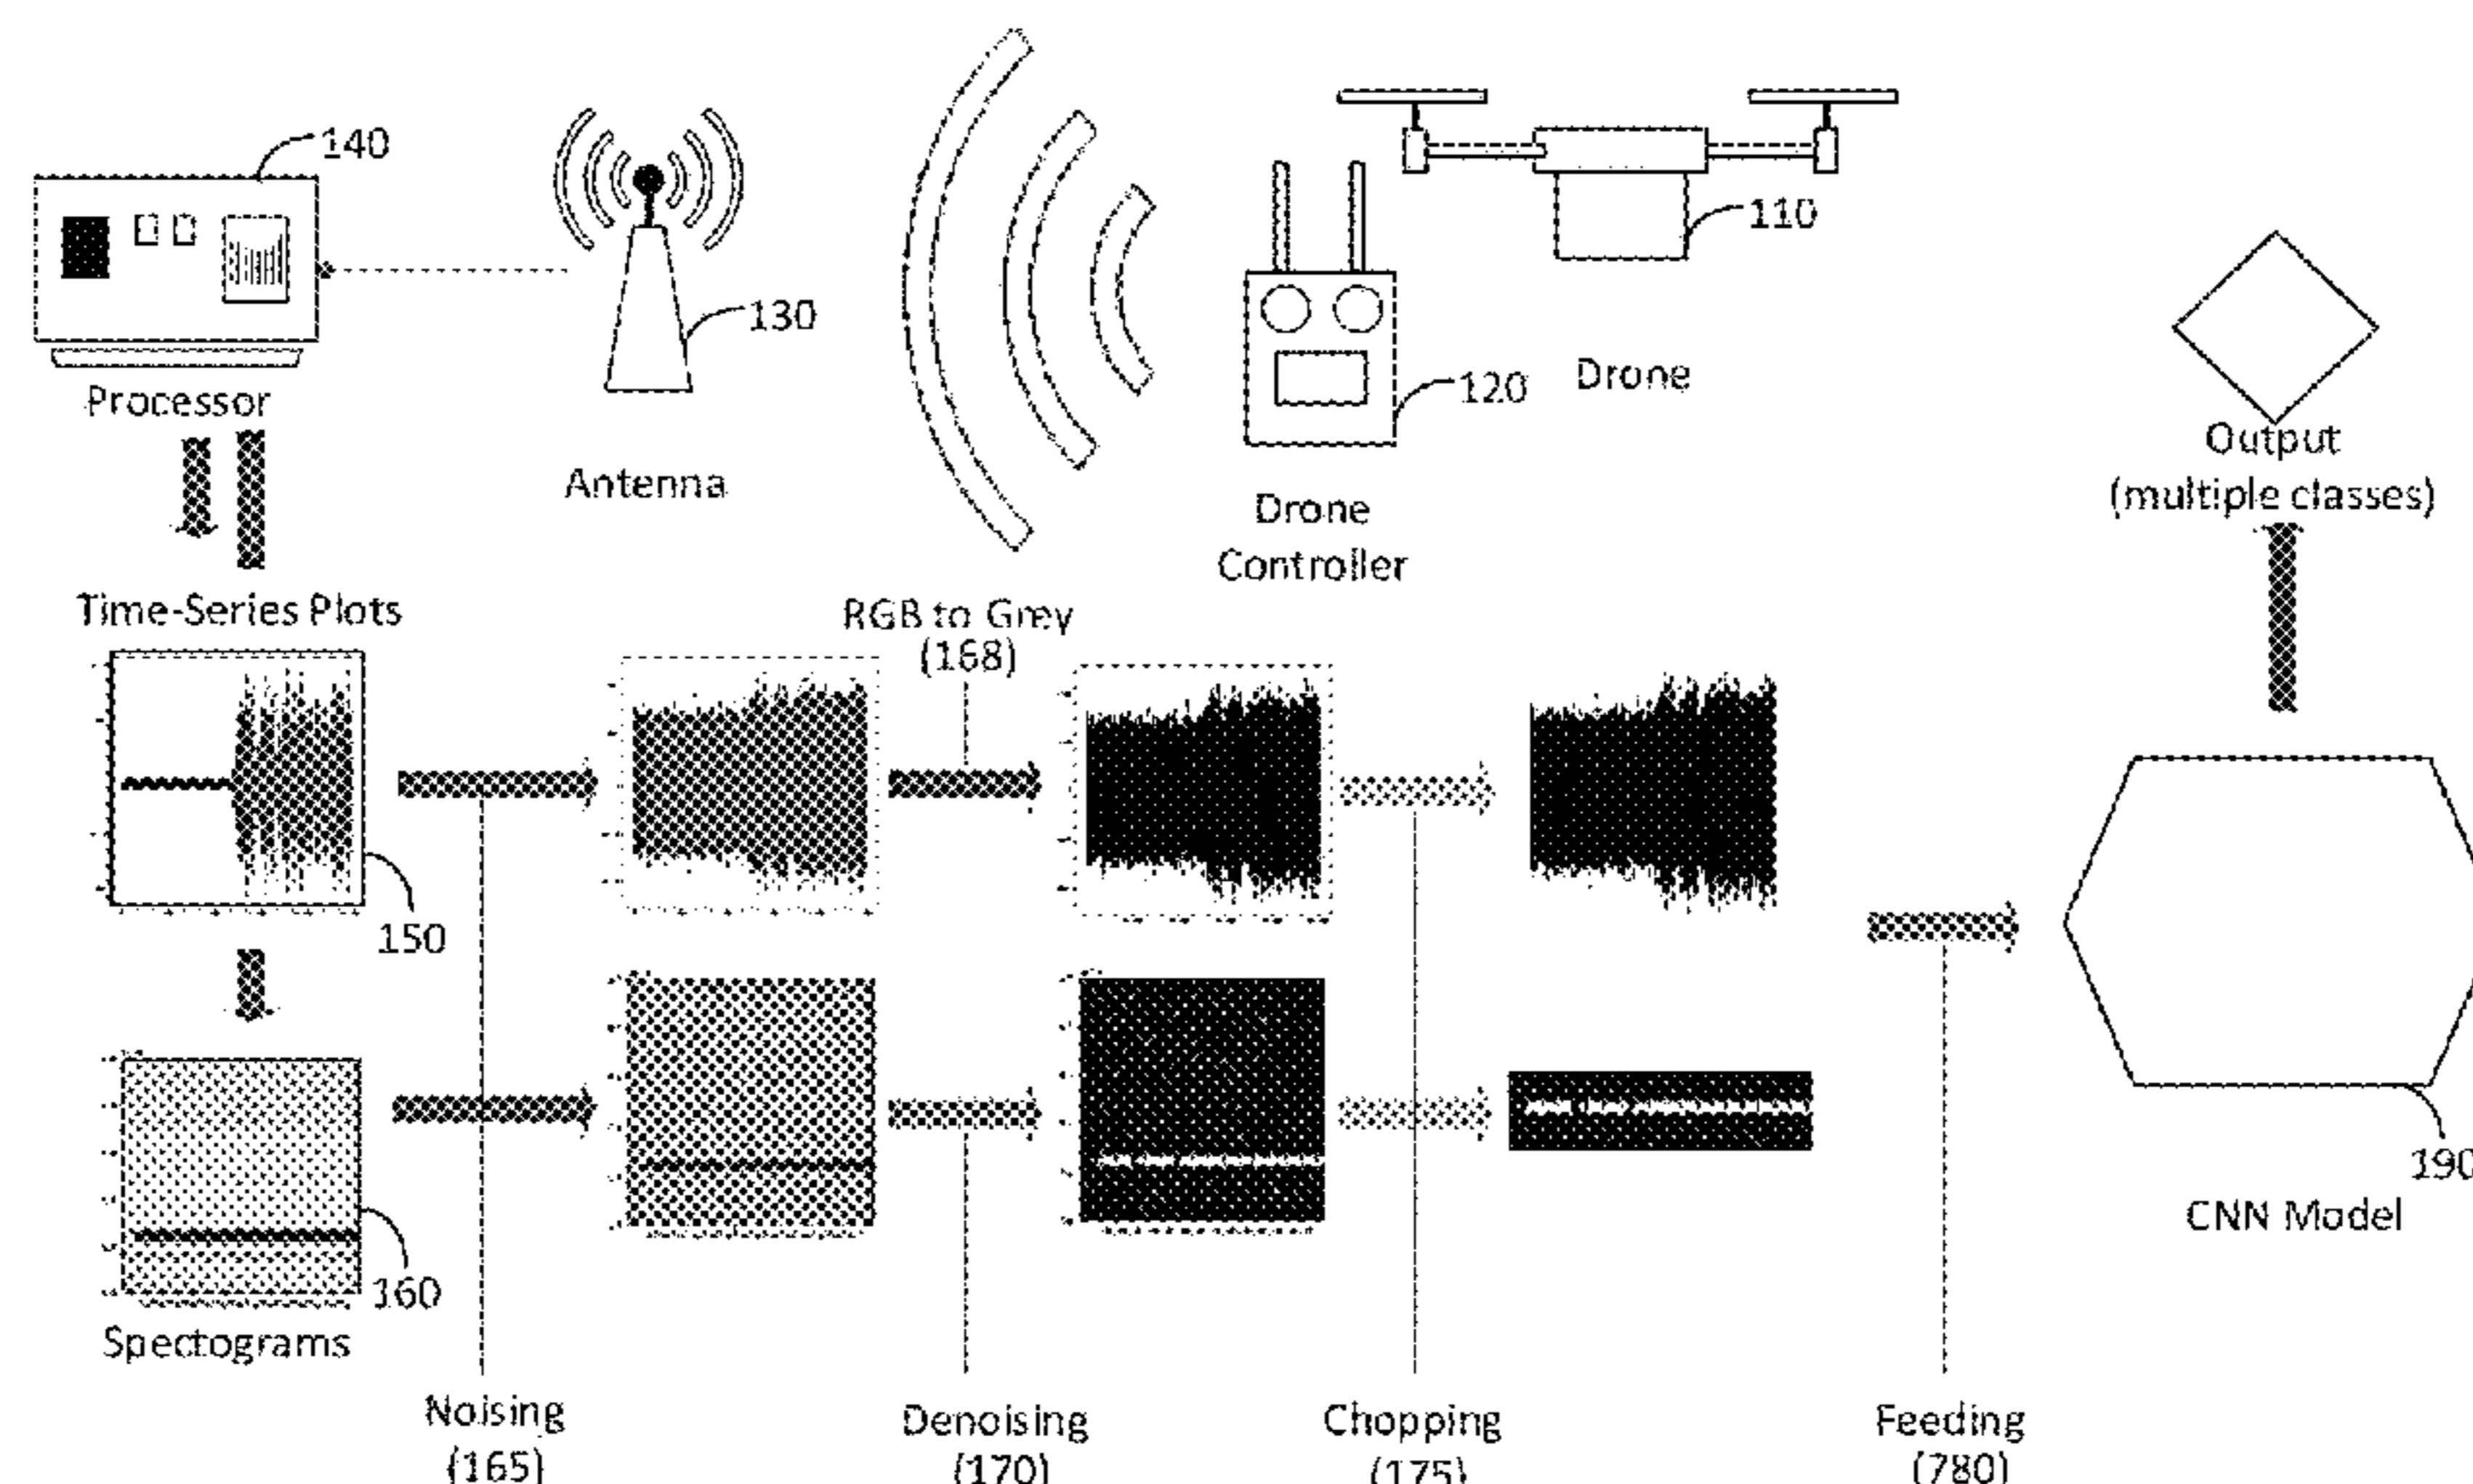 140
110
130
120
Processor
Drone
Antenna
Output
(multiple classes)
Drone
Controller
Time-Series Plots
RGB to Grey
(168)
150
190
160
CNN Model
Spectograms
Noising
(165)
Denoising
(170)
Chopping
(175)
Feeding
(780)